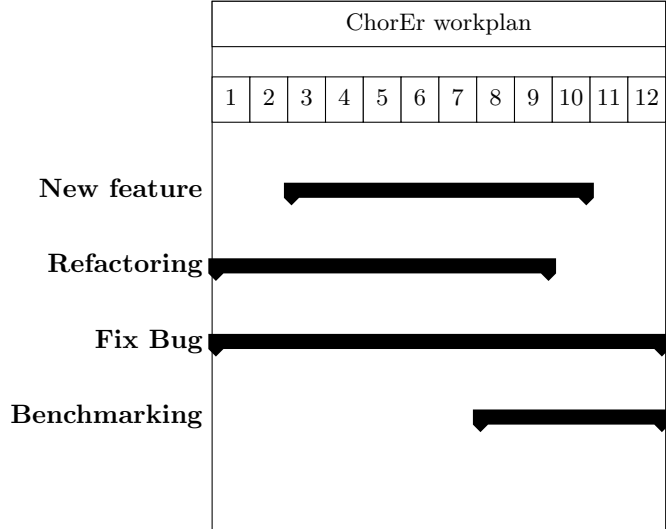 ChorEr workplan
1 2 3 4 5 6 7 8 9 10 11 12
New feature
Refactoring
Fix Bug
Benchmarking